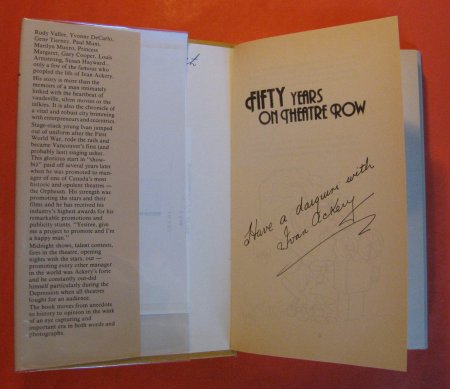 Rudy Vallee, Yvonne DeCarlo,
Gene Tierney, Paul Muni,
Marilyn Monro, Princess
Margaret, Gary Cooper, Louis
Armstrong, Susan Hayward...
only a few of the famous who
peopled the life of Ivan Ackery.
His story is more than the
memoirs of a man intimately
linked with the heartbeat of
vaudeville, silent movies or the
talkies. It is also the chronicle of
a vital and robust city brimming
with entrepreneurs and eccentrics.
Stage-stuck young Ivan jumped
out of uniform after the First
World War, rode the rails and
became Vancouver's first (and
probably last) staging usher.
This glorious start in "show-
biz" paid off several years later
when he was promoted to man-
ager of one of Canada's most
historic and opulent theatres —
the Orpheum. His strength was
promoting the stars and their
films and he has received his
industry's highest awards for his
remarkable promotions and
publicity stunts. "Yesiree, give
me a project to promote and I'm
a happy man."
Midnight shows, talent contests,
fires in the theatre, opening
nights with the stars, out —
promoting every other manager
in the world was Ackery's forte
and he constantly out-did
himself particularly during the
Depression when all theatres
fought for an audience.
The book moves from anecdote
to history to opinion in the wink
of an eye capturing and
important era in both words and
photographs.
FIFTY YEARS
ON THEATRE ROW
Have a daiquiri with
Ivan Ackery